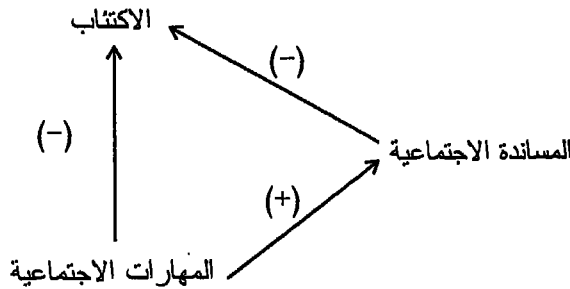 الاكتئاب
(-)
(-)
المساندة الاجتماعية
(+)
المهارات الاجتماعية